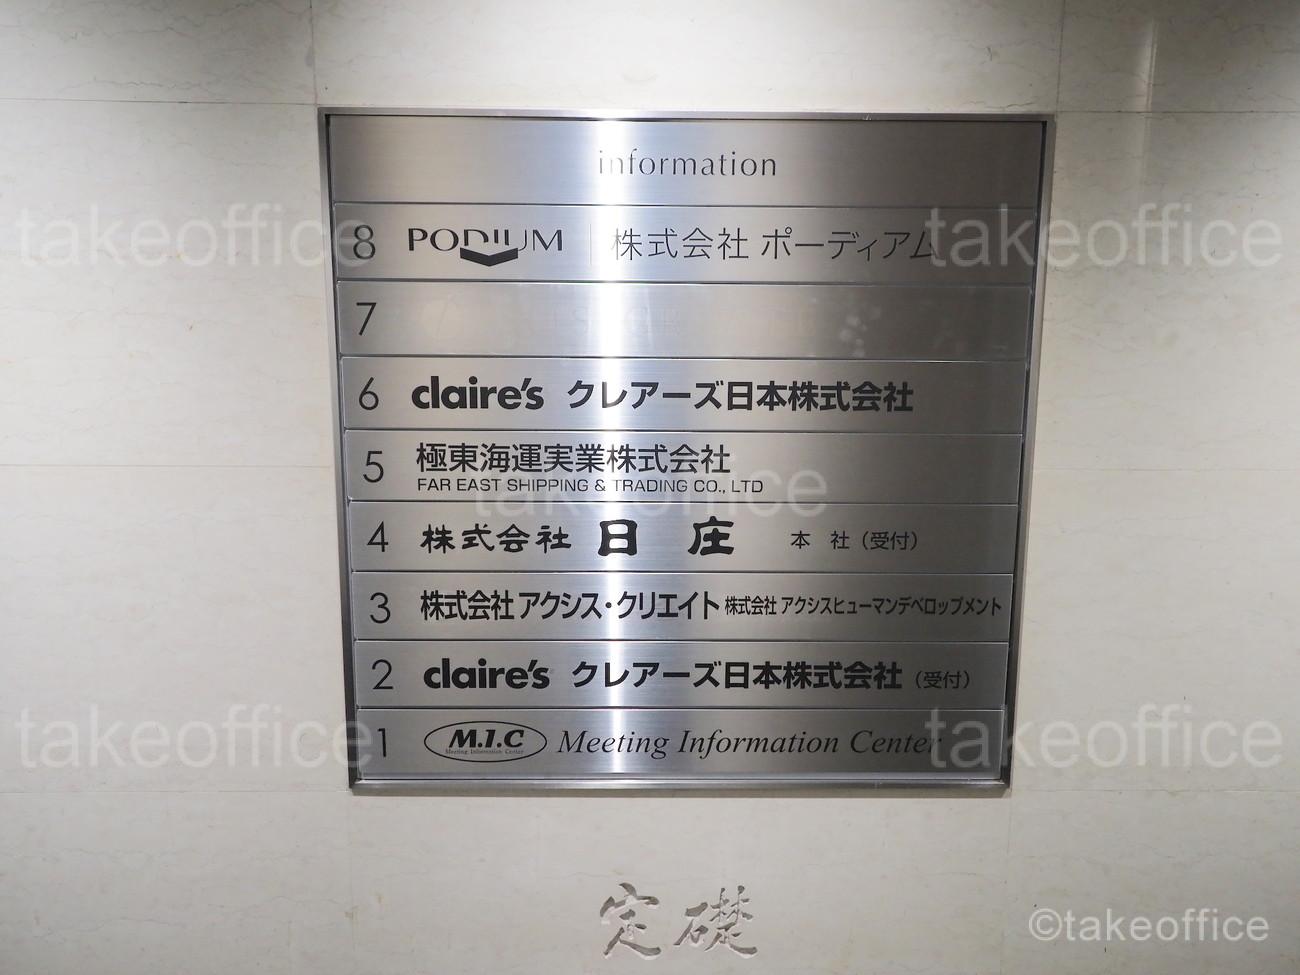 information
8 PODIUM 株式会社 ポーディアム
7
6 claire's クレアーズ日本株式会社
5 極東海運実業株式会社
FAR EAST SHIPPING & TRADING CO., LTD
4 株式会社 日 庄 本 社 (受付)
3 株式会社 アクシス・クリエイト 株式会社 アクシスヒューマンデベロップメント
2 claire's クレアーズ日本株式会社 (受付)
1 M.I.C Meeting Information Center Meeting Information Center
定礎
takeoffice
takeoffice
takeoffice
takeoffice
takeoffice
©takeoffice